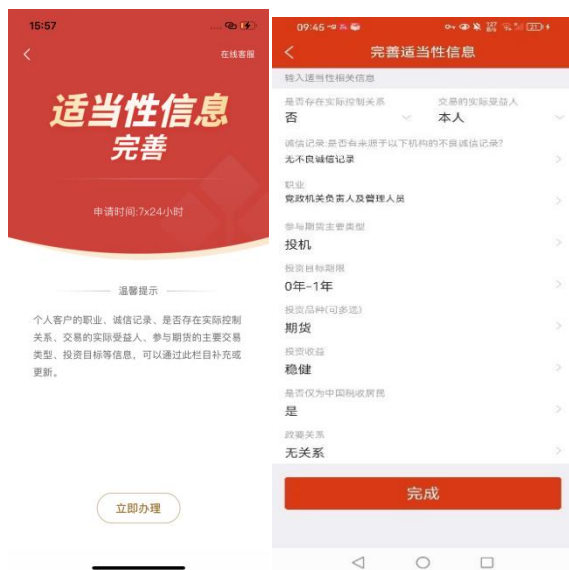 15:57
在线客服
适当性信息
完善
申请时间:7x24小时
温馨提示
个人客户的职业、诚信记录、是否存在实际控制
关系、交易的实际受益人、参与期货的主要交易
类型、投资目标等信息，可以通过此栏目补充或
更新。
立即办理
09:45
完善适当性信息
输入适当性相关信息
是否存在实际控制关系
交易的实际受益人
否
本人
诚信记录:是否有来源于以下机构的不良诚信记录?
无不良诚信记录
职业
党政机关负责人及管理人员
参与期货主要类型
投机
投资目标期限
0年-1年
投资品种(可多选)
期货
投资收益
稳健
是否仅为中国税收居民
是
政要关系
无关系
完成